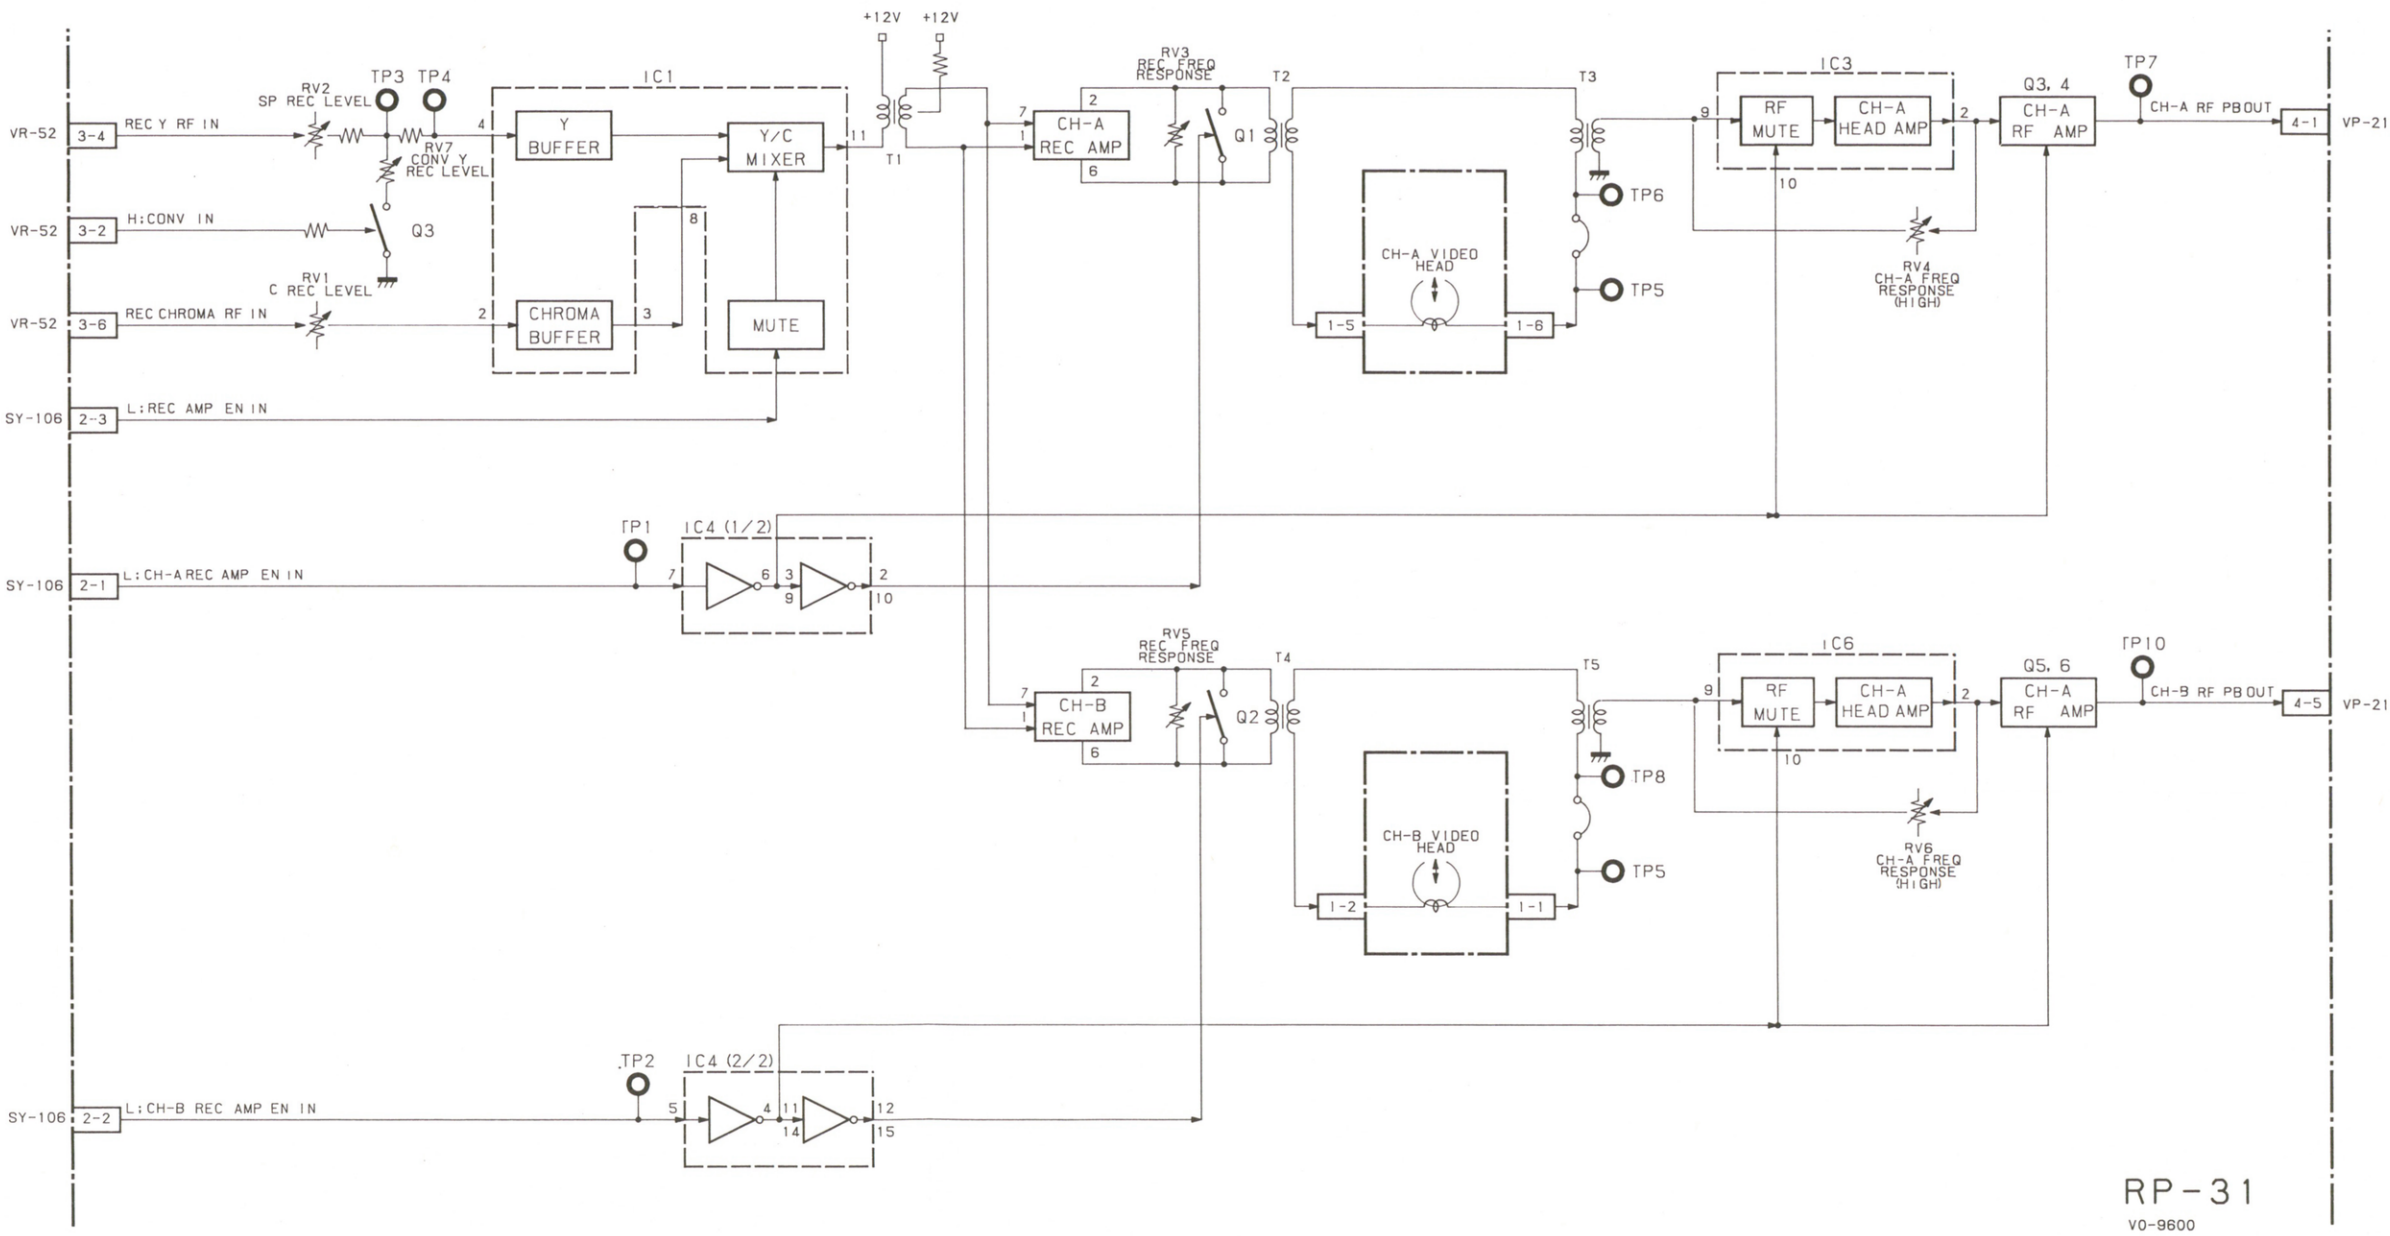 +12V
+12V
TP3
TP4
IC1
RV2
SP REC LEVEL
VR-52
3-4
REC Y RF IN
RV7
CONV Y
REC LEVEL
4
Y
BUFFER
Y/C
MIXER
11
T1
VR-52
3-2
H:CONV IN
Q3
8
RV1
C REC LEVEL
VR-52
3-6
REC CHROMA RF IN
2
CHROMA
BUFFER
3
MUTE
SY-106
2-3
L:REC AMP EN IN
RV3
REC FREQ
RESPONSE
7
1
2
CH-A
REC AMP
6
Q1
T2
T3
CH-A VIDEO
HEAD
1-5
1-6
TP6
TP5
IC3
9
RF
MUTE
CH-A
HEAD AMP
2
10
RV4
CH-A FREQ
RESPONSE
(HIGH)
Q3, 4
CH-A
RF AMP
TP7
CH-A RF PB OUT
4-1
VP-21
TP1
IC4 (1/2)
SY-106
2-1
L:CH-A REC AMP EN IN
7
6
3
9
2
10
RV5
REC FREQ
RESPONSE
7
1
2
CH-B
REC AMP
6
Q2
T4
T5
CH-B VIDEO
HEAD
1-2
1-1
TP8
TP5
IC6
9
RF
MUTE
CH-A
HEAD AMP
2
10
RV6
CH-A FREQ
RESPONSE
(HIGH)
Q5, 6
CH-A
RF AMP
TP10
CH-B RF PB OUT
4-5
VP-21
TP2
IC4 (2/2)
SY-106
2-2
L:CH-B REC AMP EN IN
5
4
11
14
12
15
RP-31
VO-9600